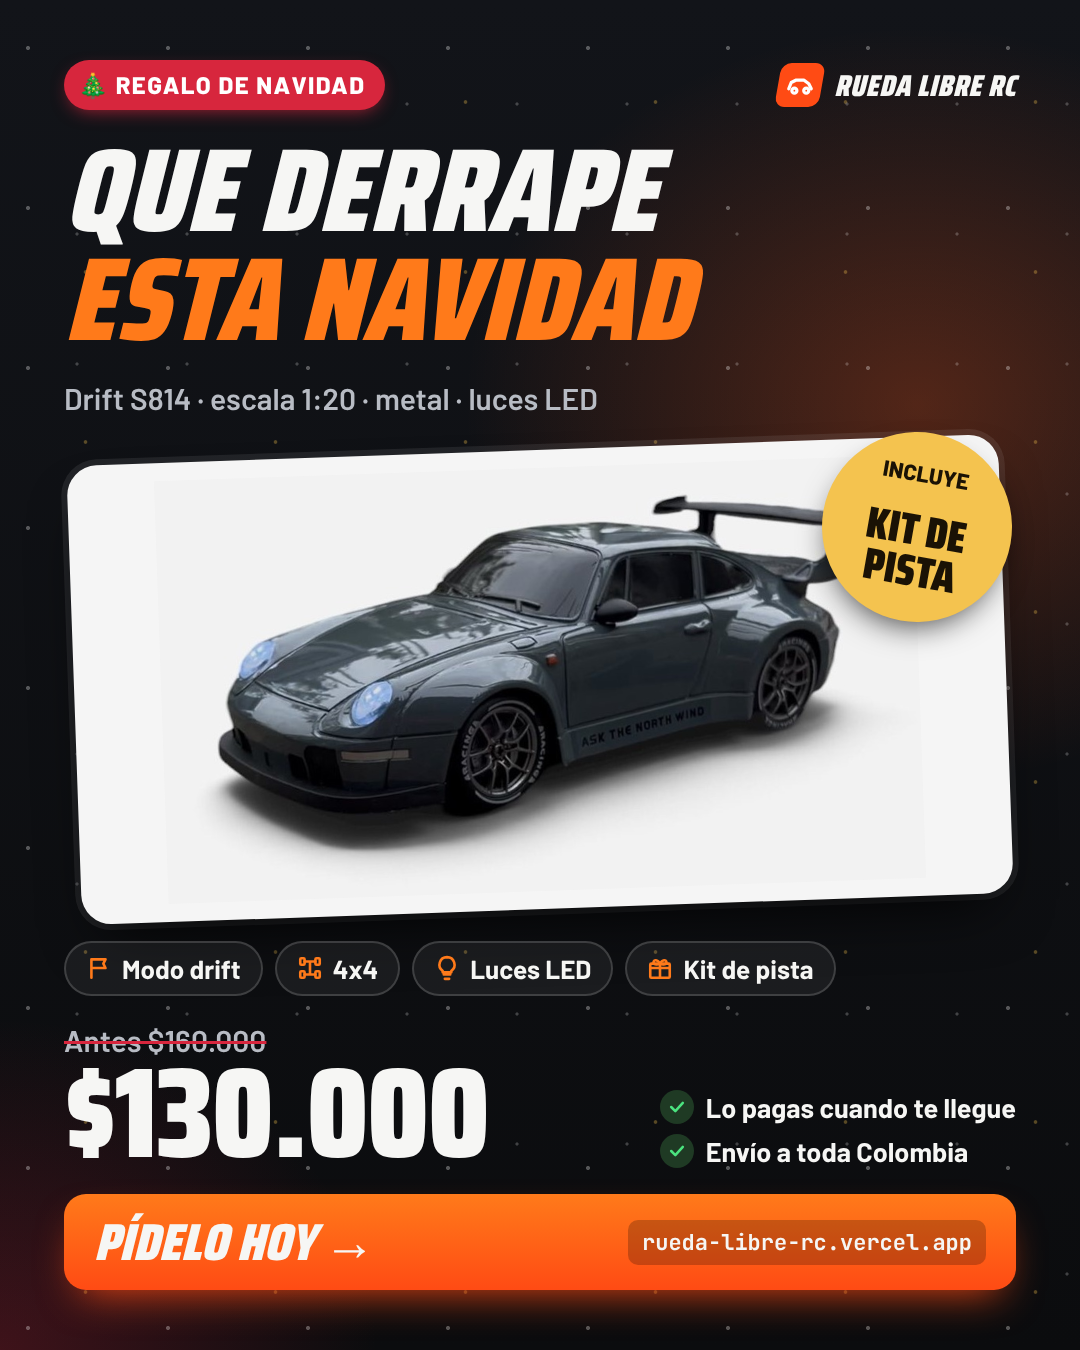 🎄 REGALO DE NAVIDAD
RUEDA LIBRE RC
QUE DERRAPE
ESTA NAVIDAD
Drift S814 · escala 1:20 · metal · luces LED
INCLUYE
KIT DE
PISTA
ASK THE NORTH WIND
Modo drift
4x4
Luces LED
Kit de pista
Antes $160.000
$130.000
Lo pagas cuando te llegue
Envío a toda Colombia
PÍDELO HOY →
rueda-libre-rc.vercel.app